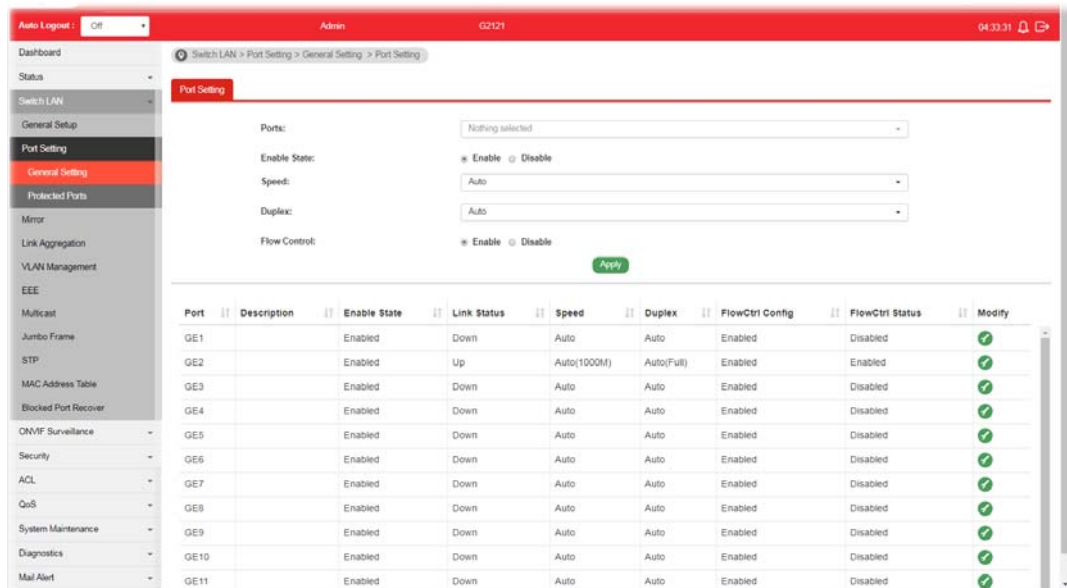 Auto Logout : Off Admin G2121 04:33:31
Dashboard
Status
Switch LAN
General Setup
Port Setting
General Setting
Protected Ports
Mirror
Link Aggregation
VLAN Management
EEE
Multicast
Jumbo Frame
STP
MAC Address Table
Blocked Port Recover
ONVIF Surveillance
Security
ACL
QoS
System Maintenance
Diagnostics
Mail Alert
Switch LAN > Port Setting > General Setting > Port Setting
Port Setting
Ports: Nothing selected
Enable State: Enable Disable
Speed: Auto
Duplex: Auto
Flow Control: Enable Disable
Apply
Port Description Enable State Link Status Speed Duplex FlowCtrl Config FlowCtrl Status Modify
GE1 Enabled Down Auto Auto Enabled Disabled
GE2 Enabled Up Auto(1000M) Auto(Full) Enabled Enabled
GE3 Enabled Down Auto Auto Enabled Disabled
GE4 Enabled Down Auto Auto Enabled Disabled
GE5 Enabled Down Auto Auto Enabled Disabled
GE6 Enabled Down Auto Auto Enabled Disabled
GE7 Enabled Down Auto Auto Enabled Disabled
GE8 Enabled Down Auto Auto Enabled Disabled
GE9 Enabled Down Auto Auto Enabled Disabled
GE10 Enabled Down Auto Auto Enabled Disabled
GE11 Enabled Down Auto Auto Enabled Disabled